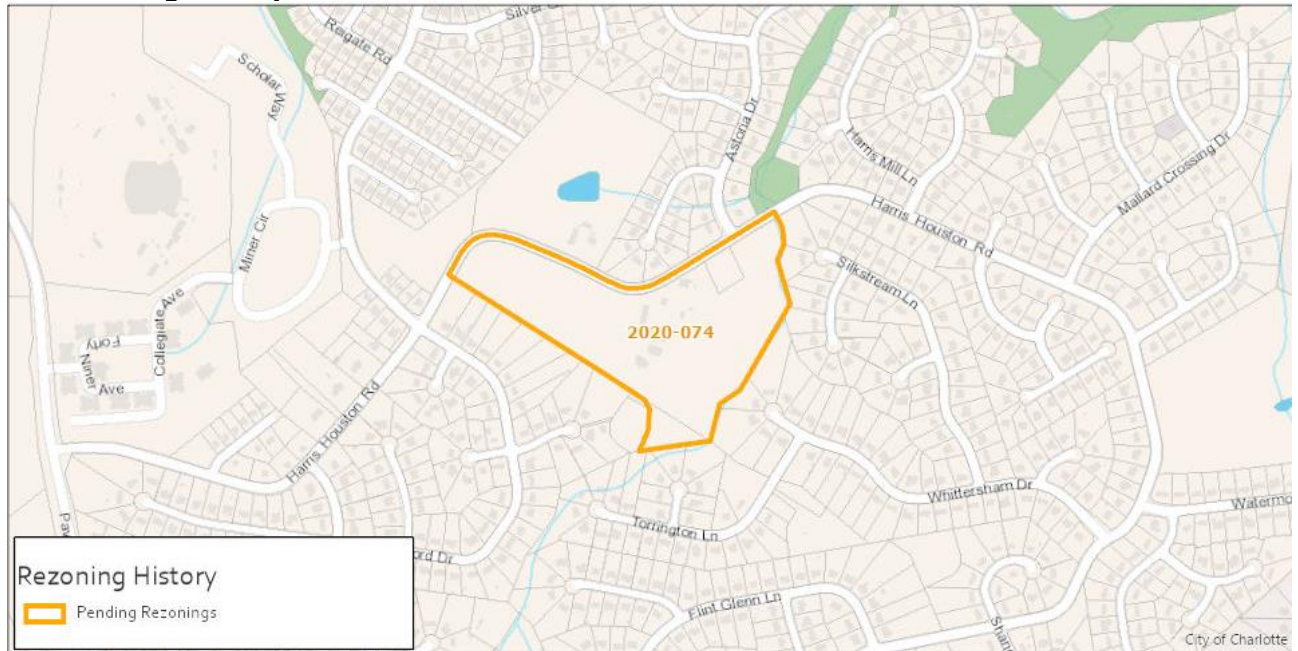 Reigate Rd
Scholar Way
Astoria Dr
Harris Mill Ln
Mallard Crossing Dr
Harris Houston Rd
Miner Cir
Silkstream Ln
2020-074
Collegiate Ave
Forty
Niner
Ave
Harris Houston Rd
Whittersham Dr
Torrington Ln
Flint Glenn Ln
Rezoning History
Pending Rezonings
City of Charlotte